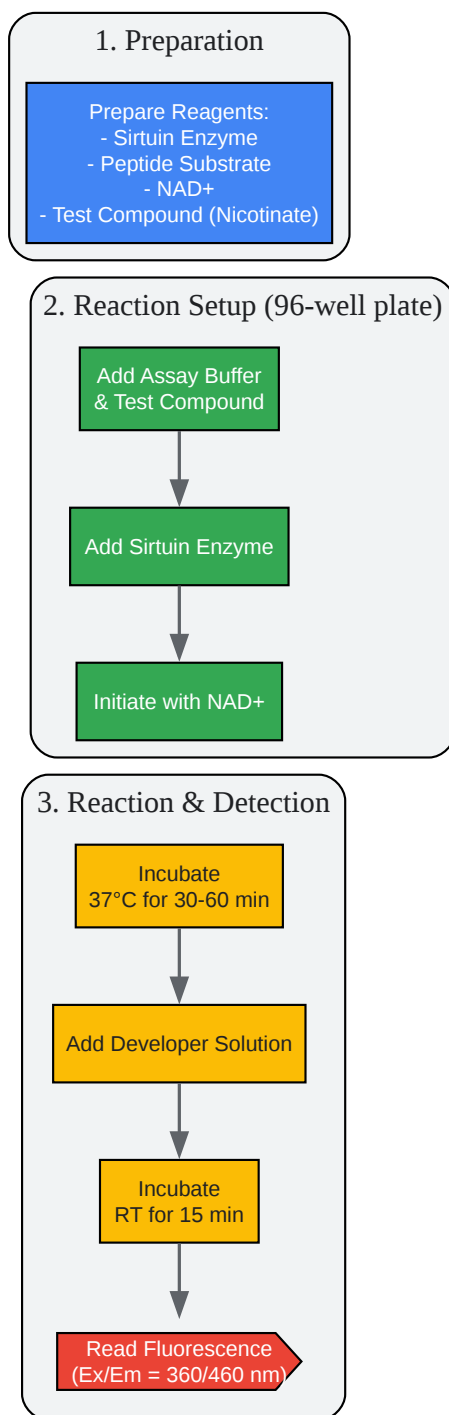 1. Preparation
Prepare Reagents:
- Sirtuin Enzyme
- Peptide Substrate
- NAD+
- Test Compound (Nicotinate)
2. Reaction Setup (96-well plate)
Add Assay Buffer
& Test Compound
Add Sirtuin Enzyme
Initiate with NAD+
3. Reaction & Detection
Incubate
37°C for 30-60 min
Add Developer Solution
Incubate
RT for 15 min
Read Fluorescence
(Ex/Em = 360/460 nm)